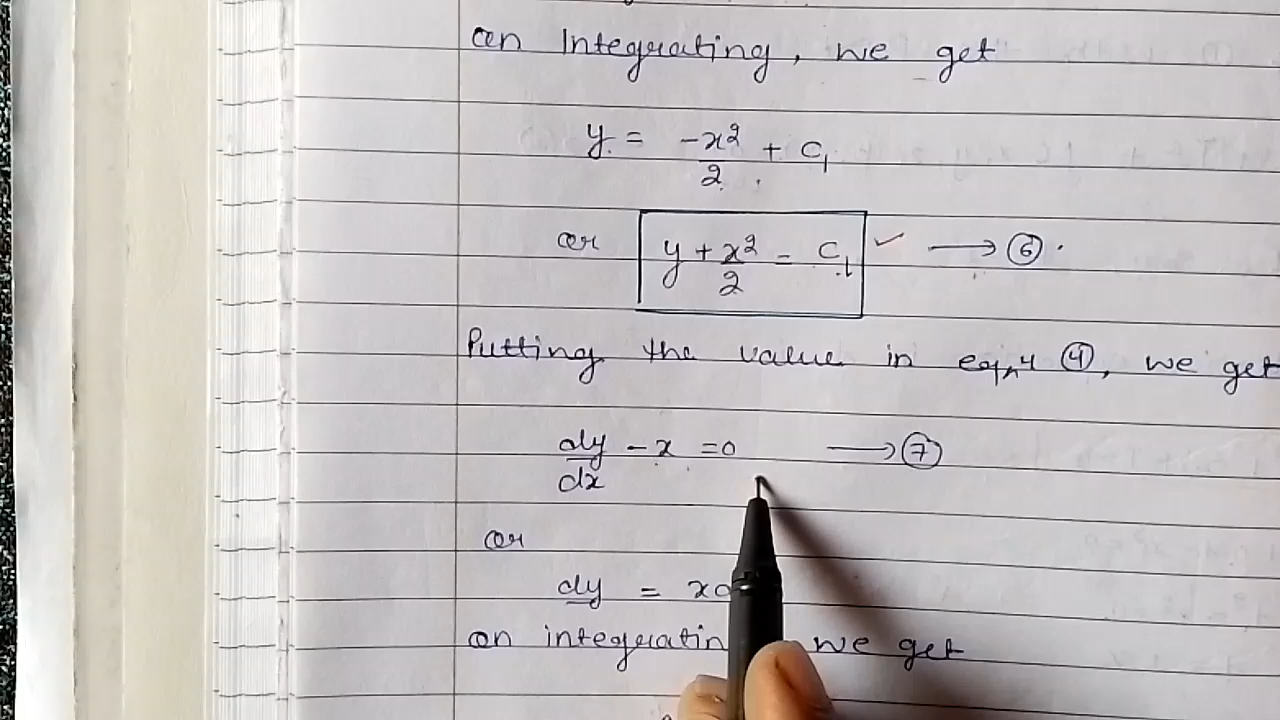 on Integrating, we get
y = -x²/2 + C₁
or y + x²/2 = C₁ ✓ → ⑥
Putting the value in eqn ④, we get
dy/dx - x = 0 → ⑦
or
dy = x
on integratin we get